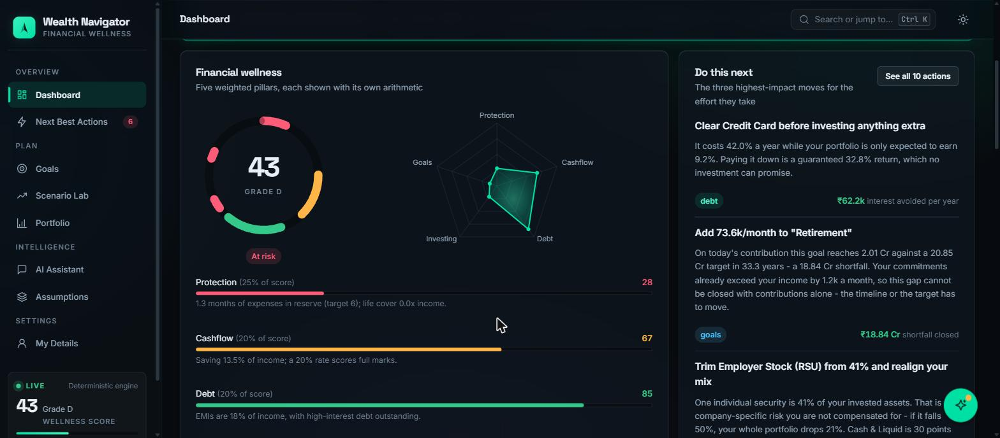 Wealth Navigator
FINANCIAL WELLNESS
OVERVIEW
Dashboard
Next Best Actions 6
PLAN
Goals
Scenario Lab
Portfolio
INTELLIGENCE
AI Assistant
Assumptions
SETTINGS
My Details
LIVE Deterministic engine
43 Grade D
WELLNESS SCORE
Dashboard
Search or jump to... Ctrl K
Financial wellness
Five weighted pillars, each shown with its own arithmetic
43
GRADE D
At risk
Protection
Goals
Cashflow
Investing
Debt
Protection (25% of score) 28
1.3 months of expenses in reserve (target 6); life cover 0.0x income.
Cashflow (20% of score) 67
Saving 13.5% of income; a 20% rate scores full marks.
Debt (20% of score) 85
EMIs are 18% of income, with high-interest debt outstanding.
Do this next
See all 10 actions
The three highest-impact moves for the
effort they take
Clear Credit Card before investing anything extra
It costs 42.0% a year while your portfolio is only expected to earn
9.2%. Paying it down is a guaranteed 32.8% return, which no
investment can promise.
debt ₹62.2k interest avoided per year
Add 73.6k/month to "Retirement"
On today's contribution this goal reaches 2.01 Cr against a 20.85
Cr target in 33.3 years - a 18.84 Cr shortfall. Your commitments
already exceed your income by 1.2k a month, so this gap cannot
be closed with contributions alone - the timeline or the target has
to move.
goals ₹18.84 Cr shortfall closed
Trim Employer Stock (RSU) from 41% and realign your
mix
One individual security is 41% of your invested assets. That is
company-specific risk you are not compensated for - if it falls
50%, your whole portfolio drops 21%. Cash & Liquid is 30 points